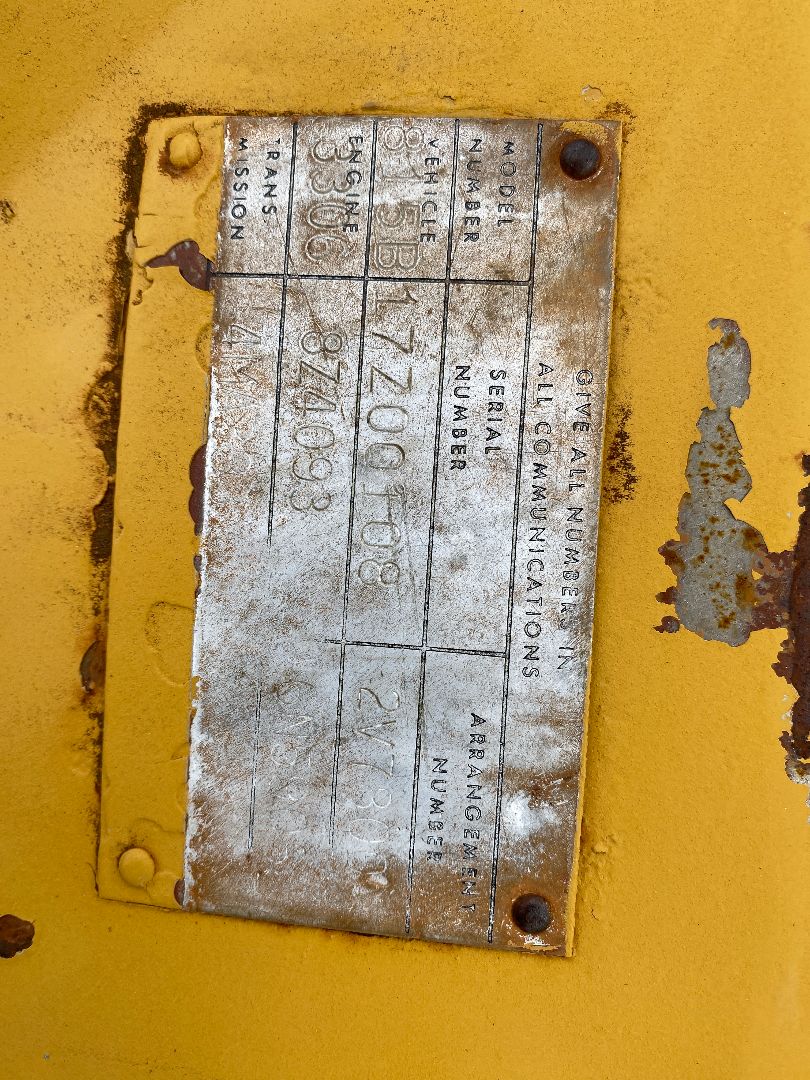 GIVE ALL NUMBERS IN
ALL COMMUNICATIONS
MODEL NUMBER SERIAL NUMBER ARRANGEMENT NUMBER
VEHICLE 815B 17Z00108 2V780
ENGINE 3306 8Z4093
TRANS MISSION